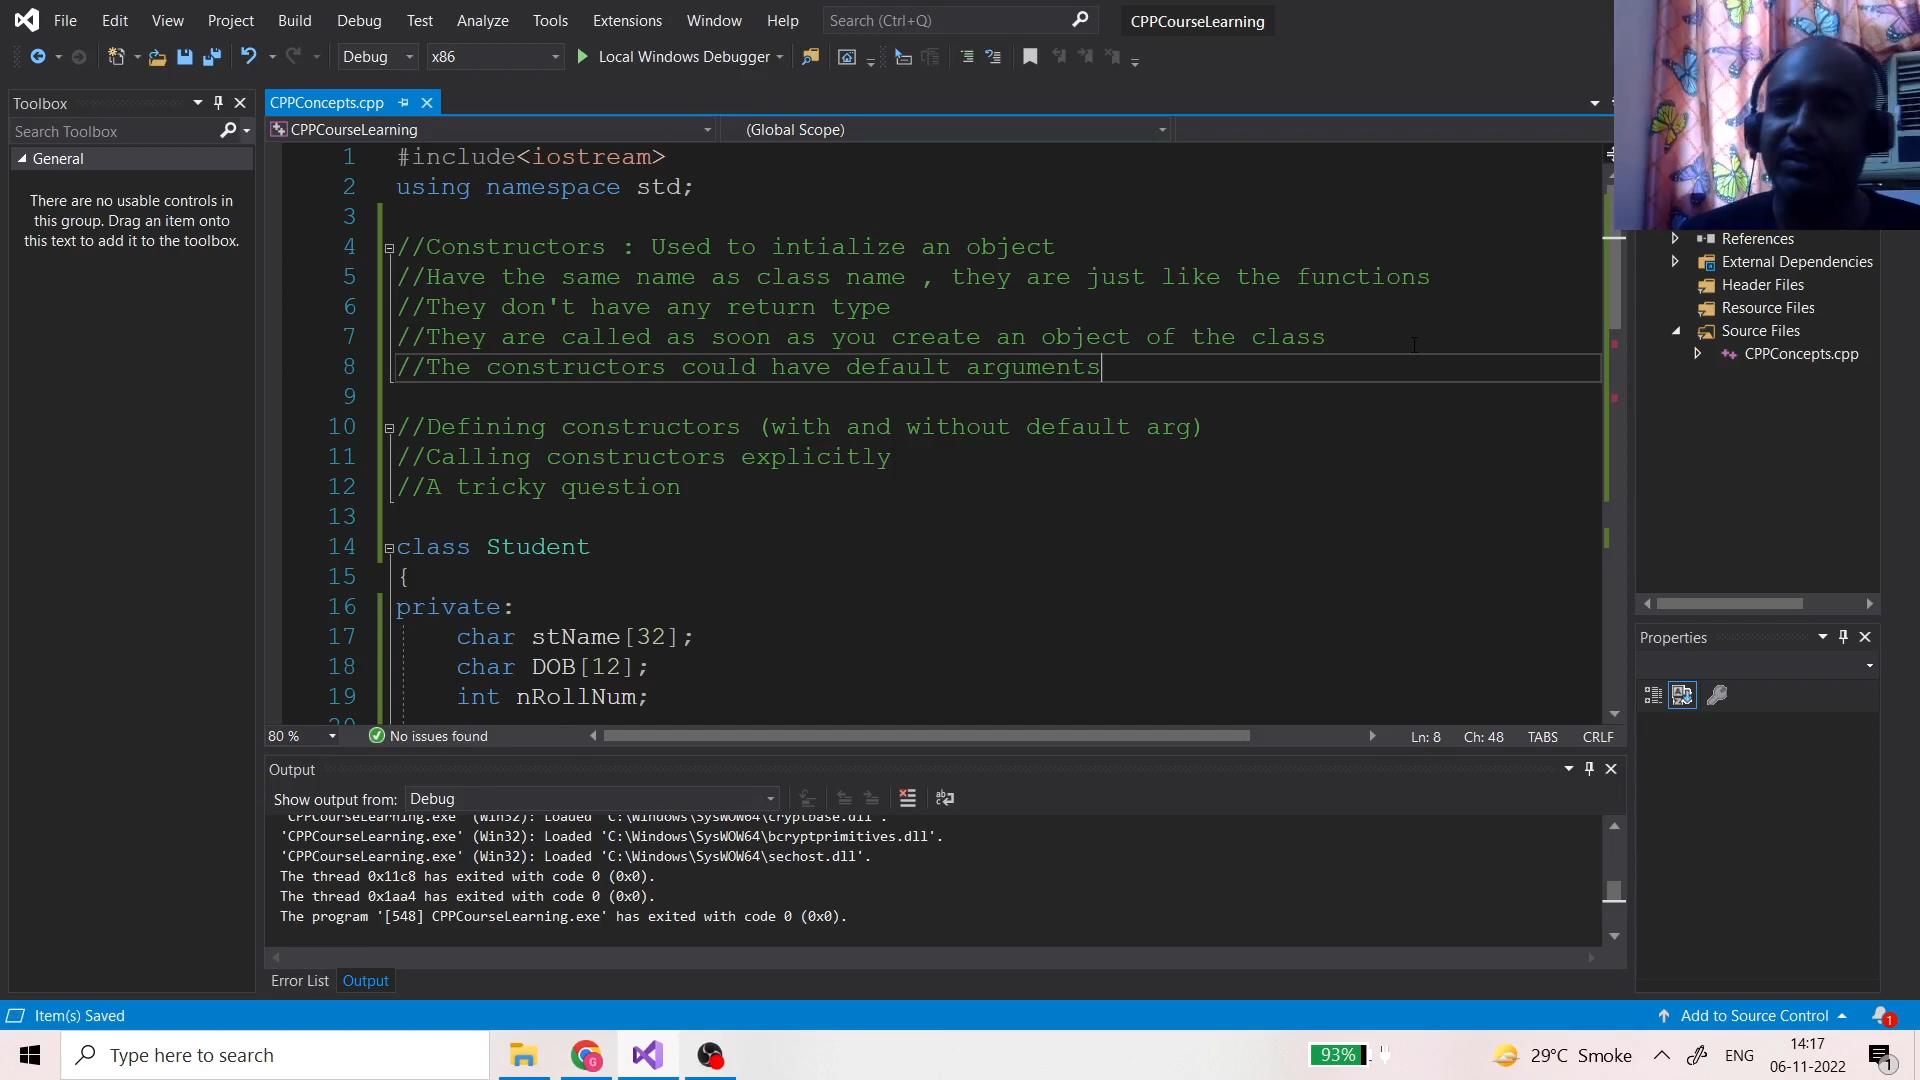 File Edit View Project Build Debug Test Analyze Tools Extensions Window Help Search (Ctrl+Q) CPPCourseLearning
Debug x86 Local Windows Debugger
Toolbox
Search Toolbox
General
There are no usable controls in
this group. Drag an item onto
this text to add it to the toolbox.
CPPConcepts.cpp
CPPCourseLearning (Global Scope)
1 #include<iostream>
2 using namespace std;
3
4 //Constructors : Used to intialize an object
5 //Have the same name as class name , they are just like the functions
6 //They don't have any return type
7 //They are called as soon as you create an object of the class
8 //The constructors could have default arguments
9
10 //Defining constructors (with and without default arg)
11 //Calling constructors explicitly
12 //A tricky question
13
14 class Student
15 {
16 private:
17 char stName[32];
18 char DOB[12];
19 int nRollNum;
20
80 % No issues found Ln: 8 Ch: 48 TABS CRLF
Output
Show output from: Debug
'CPPCourseLearning.exe' (Win32): Loaded 'C:\Windows\SysWOW64\cryptbase.dll'.
'CPPCourseLearning.exe' (Win32): Loaded 'C:\Windows\SysWOW64\bcryptprimitives.dll'.
'CPPCourseLearning.exe' (Win32): Loaded 'C:\Windows\SysWOW64\sechost.dll'.
The thread 0x11c8 has exited with code 0 (0x0).
The thread 0x1aa4 has exited with code 0 (0x0).
The program '[548] CPPCourseLearning.exe' has exited with code 0 (0x0).
Error List Output
References
External Dependencies
Header Files
Resource Files
Source Files
CPPConcepts.cpp
Properties
Item(s) Saved Add to Source Control 1
Type here to search 93% 29°C Smoke ENG 14:17
06-11-2022 1